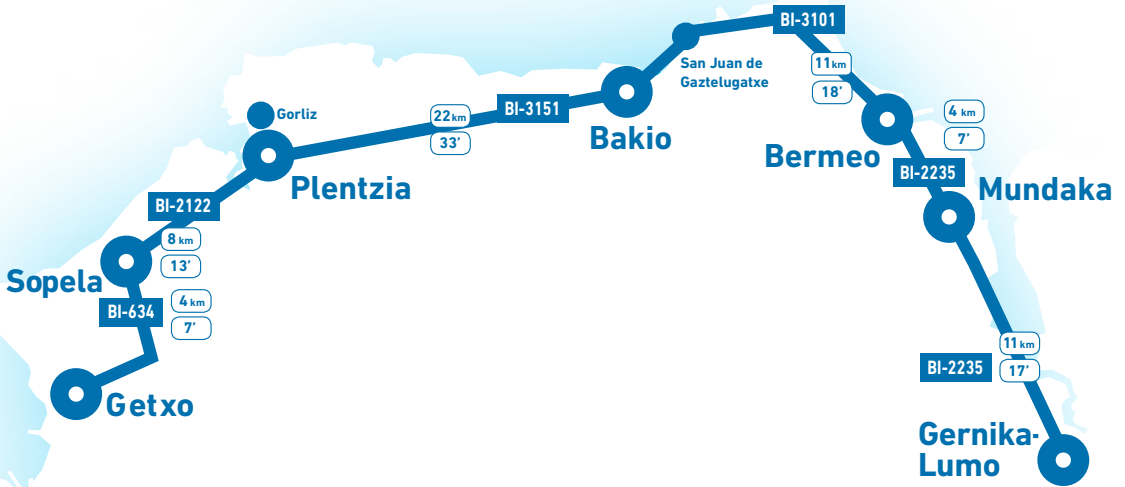 BI-3101
San Juan de
Gaztelugatxe
11 km
18'
Gorliz
22 km
33'
BI-3151
Bakio
4 km
7'
Bermeo
BI-2235
Mundaka
Plentzia
BI-2122
8 km
13'
Sopela
BI-634
4 km
7'
Getxo
11 km
17'
BI-2235
Gernika-
Lumo